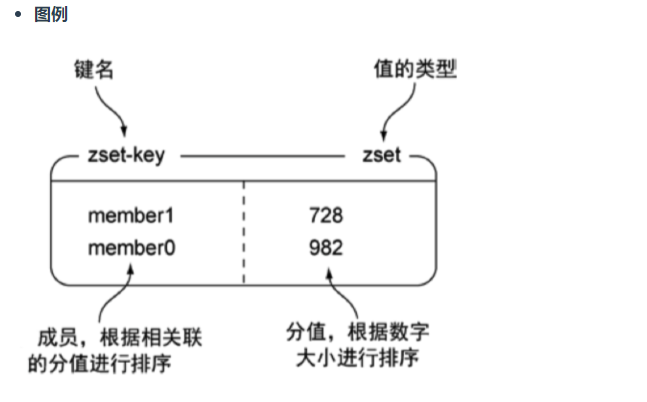 图例
键名 值的类型
zset-key zset
member1 728
member0 982
成员，根据相关联
的分值进行排序
分值，根据数字
大小进行排序